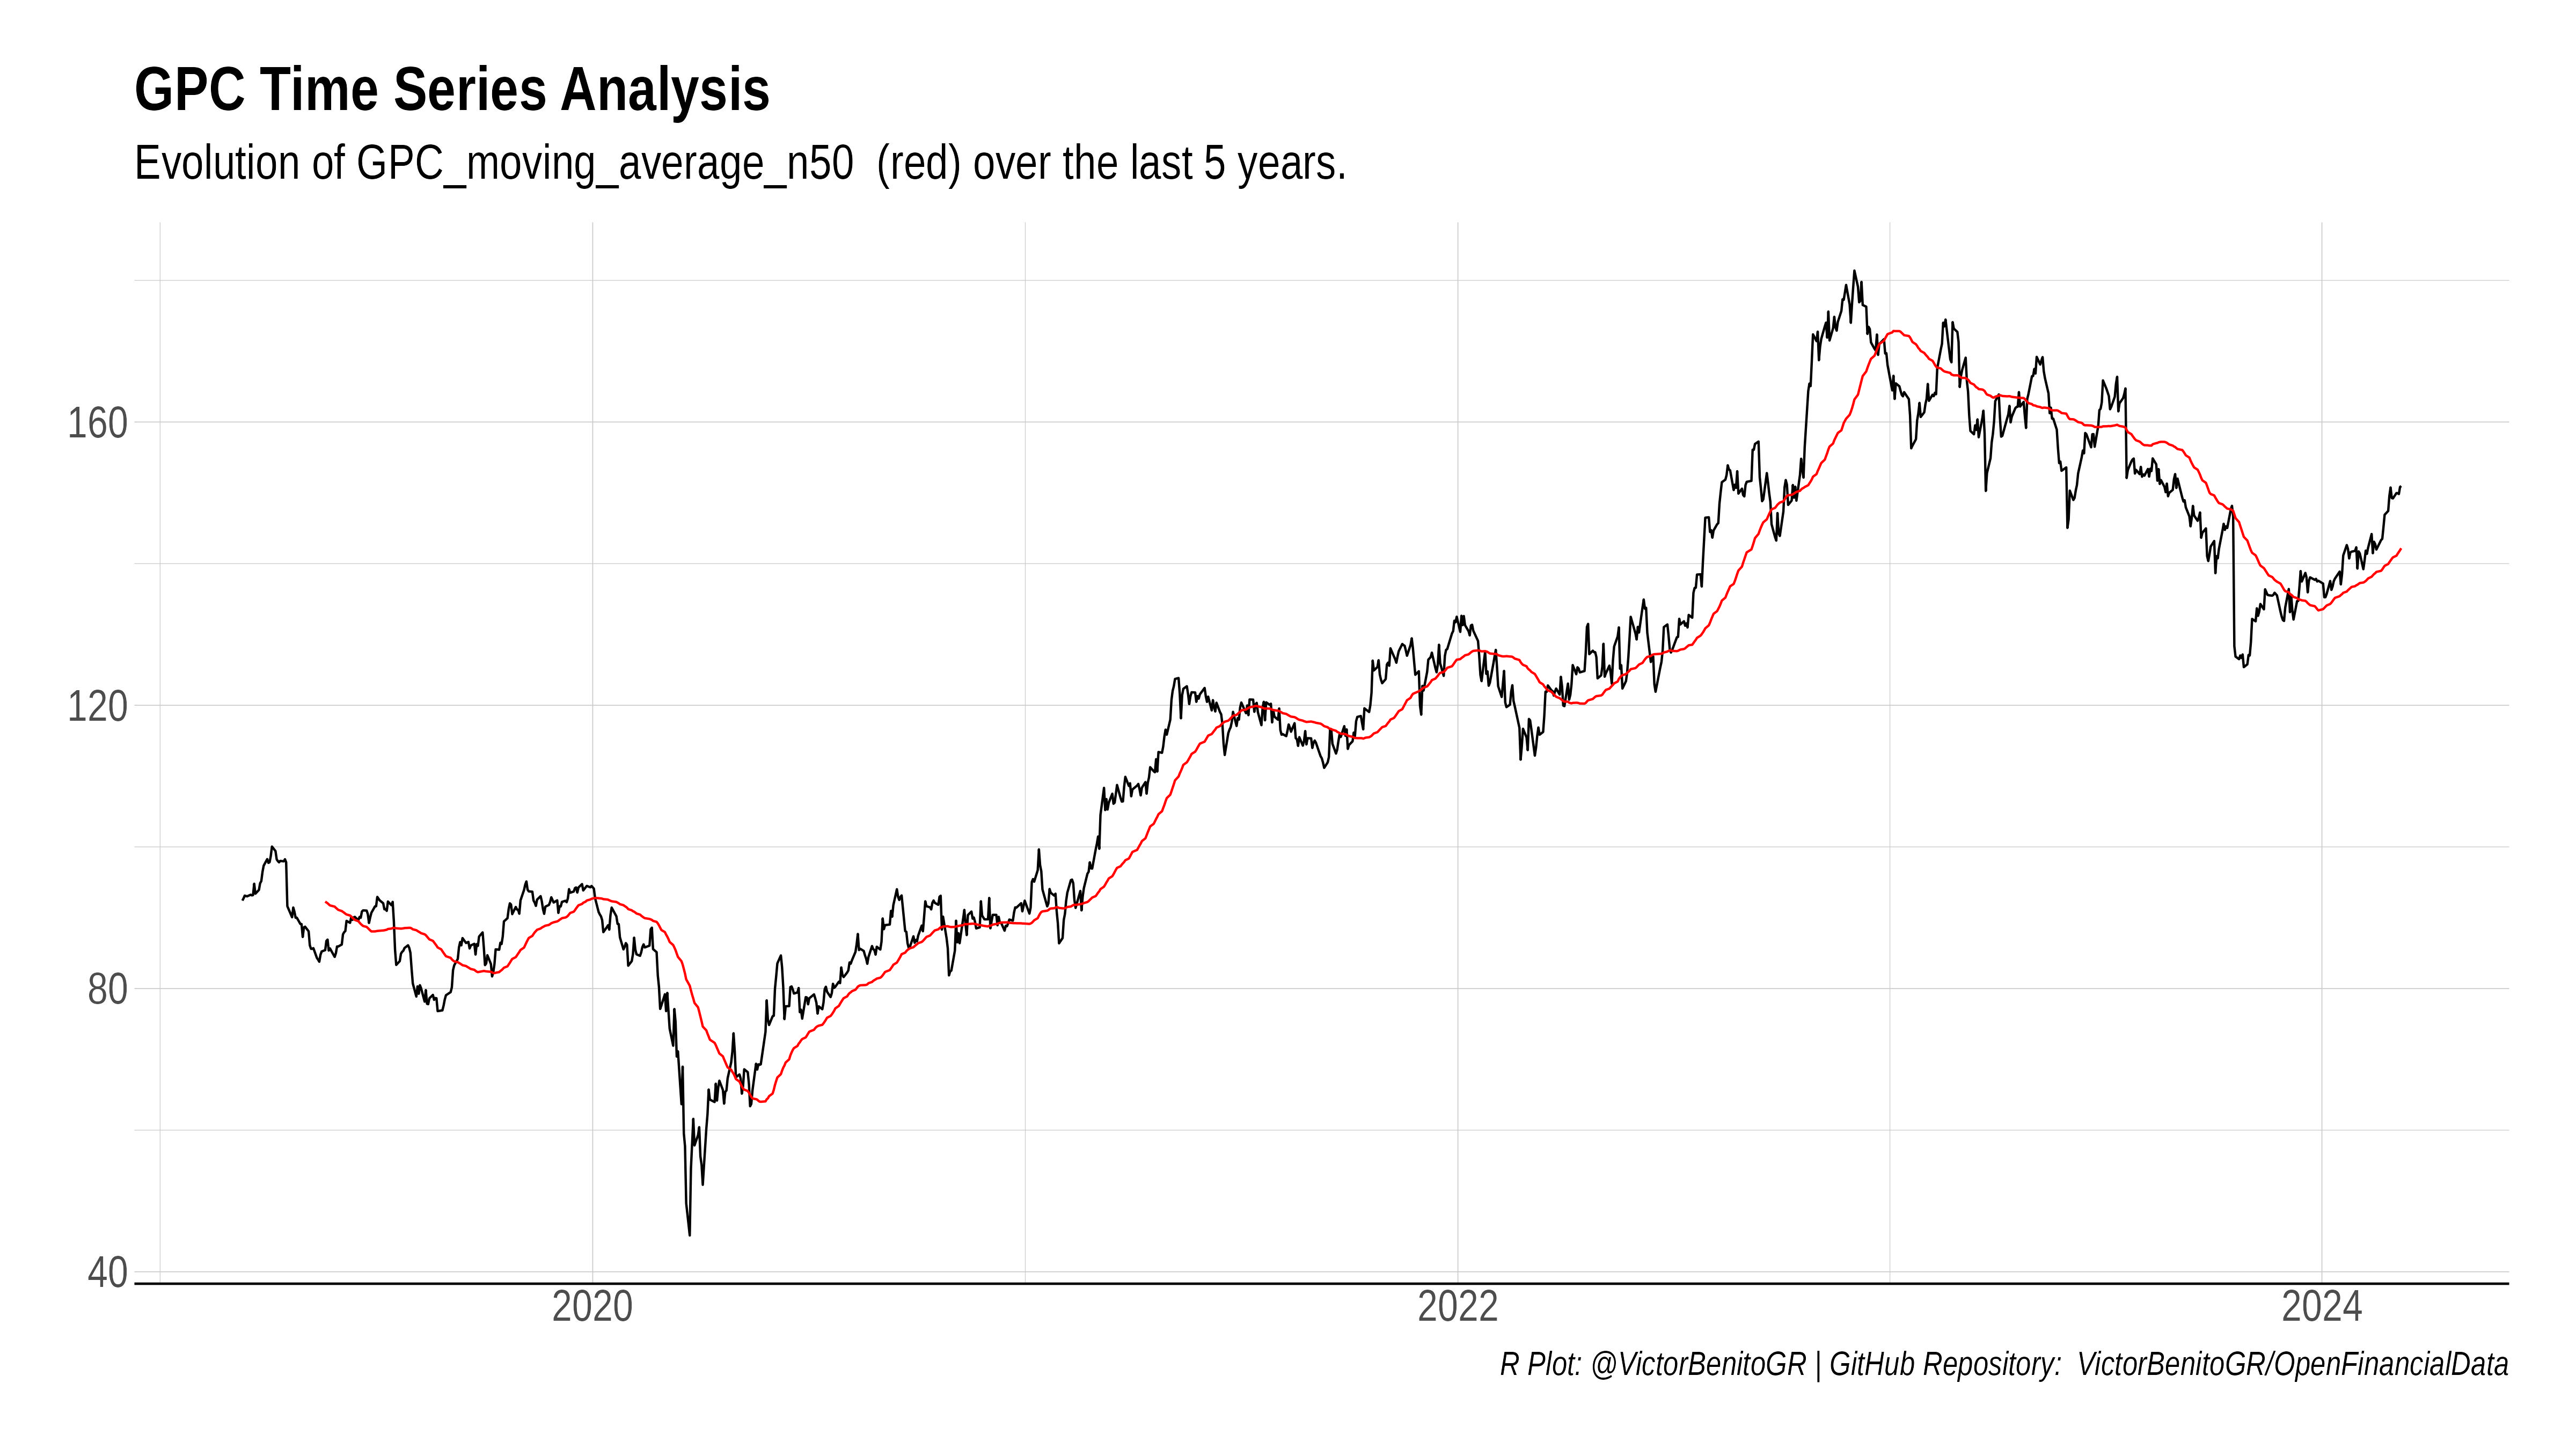 GPC Time Series Analysis
Evolution of GPC_moving_average_n50  (red) over the last 5 years.
160
120
80
40
2020 2022 2024
R Plot: @VictorBenitoGR | GitHub Repository:  VictorBenitoGR/OpenFinancialData